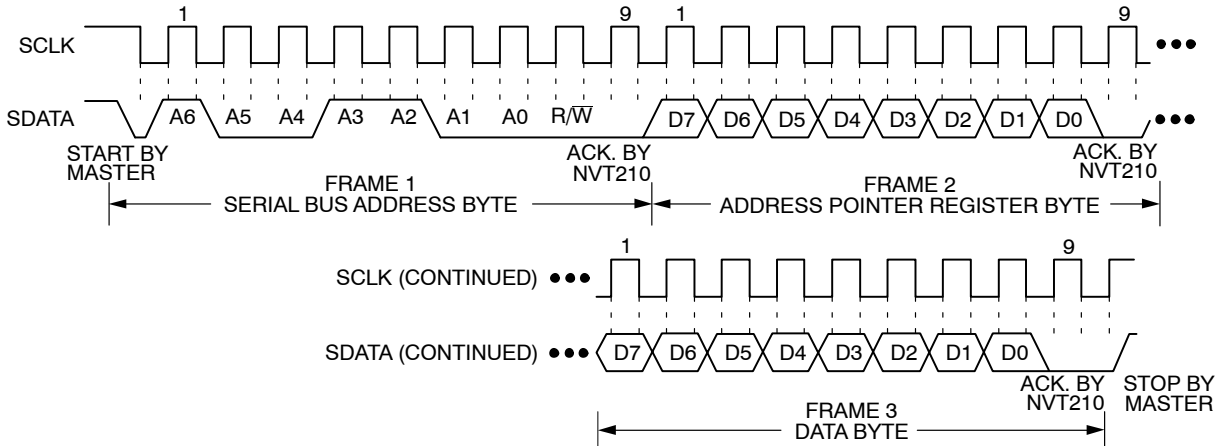 1 9 1 9
SCLK
SDATA A6 A5 A4 A3 A2 A1 A0 R/W̅ D7 D6 D5 D4 D3 D2 D1 D0
START BY
MASTER
ACK. BY
NVT210
ACK. BY
NVT210
FRAME 1
SERIAL BUS ADDRESS BYTE
FRAME 2
ADDRESS POINTER REGISTER BYTE
1 9
SCLK (CONTINUED)
SDATA (CONTINUED) D7 D6 D5 D4 D3 D2 D1 D0
ACK. BY
NVT210
STOP BY
MASTER
FRAME 3
DATA BYTE